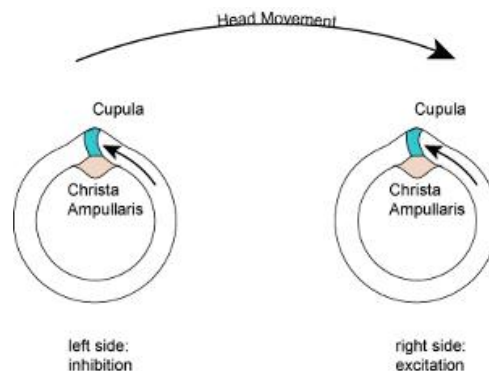 Head Movement
Cupula
Cupula
Christa
Ampullaris
Christa
Ampullaris
left side:
inhibition
right side:
excitation